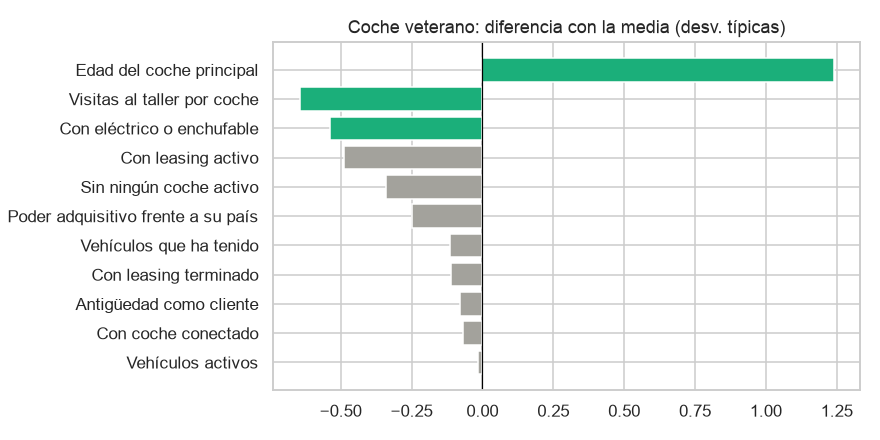 Coche veterano: diferencia con la media (desv. típicas)
Edad del coche principal
Visitas al taller por coche
Con eléctrico o enchufable
Con leasing activo
Sin ningún coche activo
Poder adquisitivo frente a su país
Vehículos que ha tenido
Con leasing terminado
Antigüedad como cliente
Con coche conectado
Vehículos activos
−0.50 −0.25 0.00 0.25 0.50 0.75 1.00 1.25